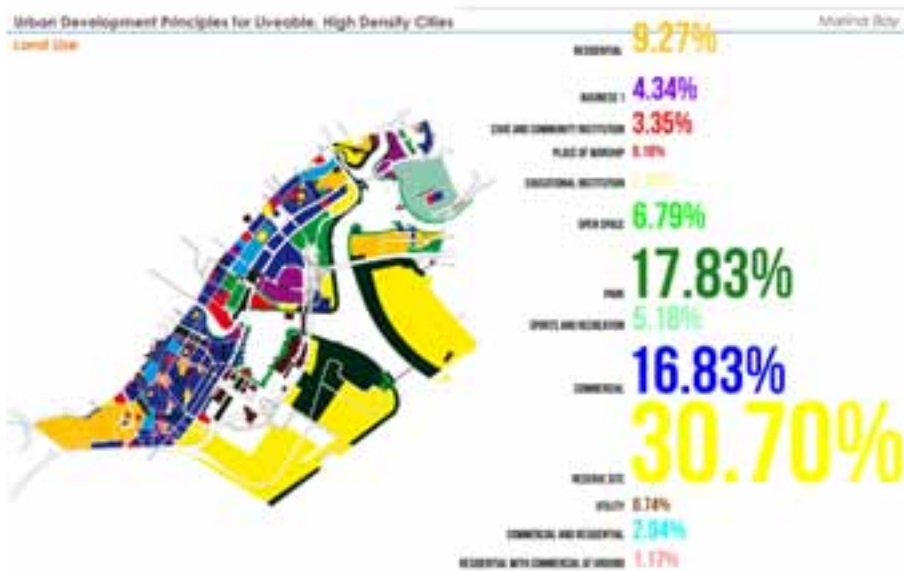 Urban Development Principles for Liveable, High Density Cities
Marina Bay
Land Use
RESIDENTIAL 9.27%
BUSINESS 1 4.34%
CIVIC AND COMMUNITY INSTITUTION 3.35%
PLACE OF WORSHIP
EDUCATIONAL INSTITUTION
OPEN SPACE 6.79%
PARK 17.83%
SPORTS AND RECREATION 5.18%
COMMERCIAL 16.83%
RESERVE SITE 30.70%
UTILITY 0.74%
COMMERCIAL AND RESIDENTIAL 2.04%
RESIDENTIAL WITH COMMERCIAL AT GROUND 1.17%